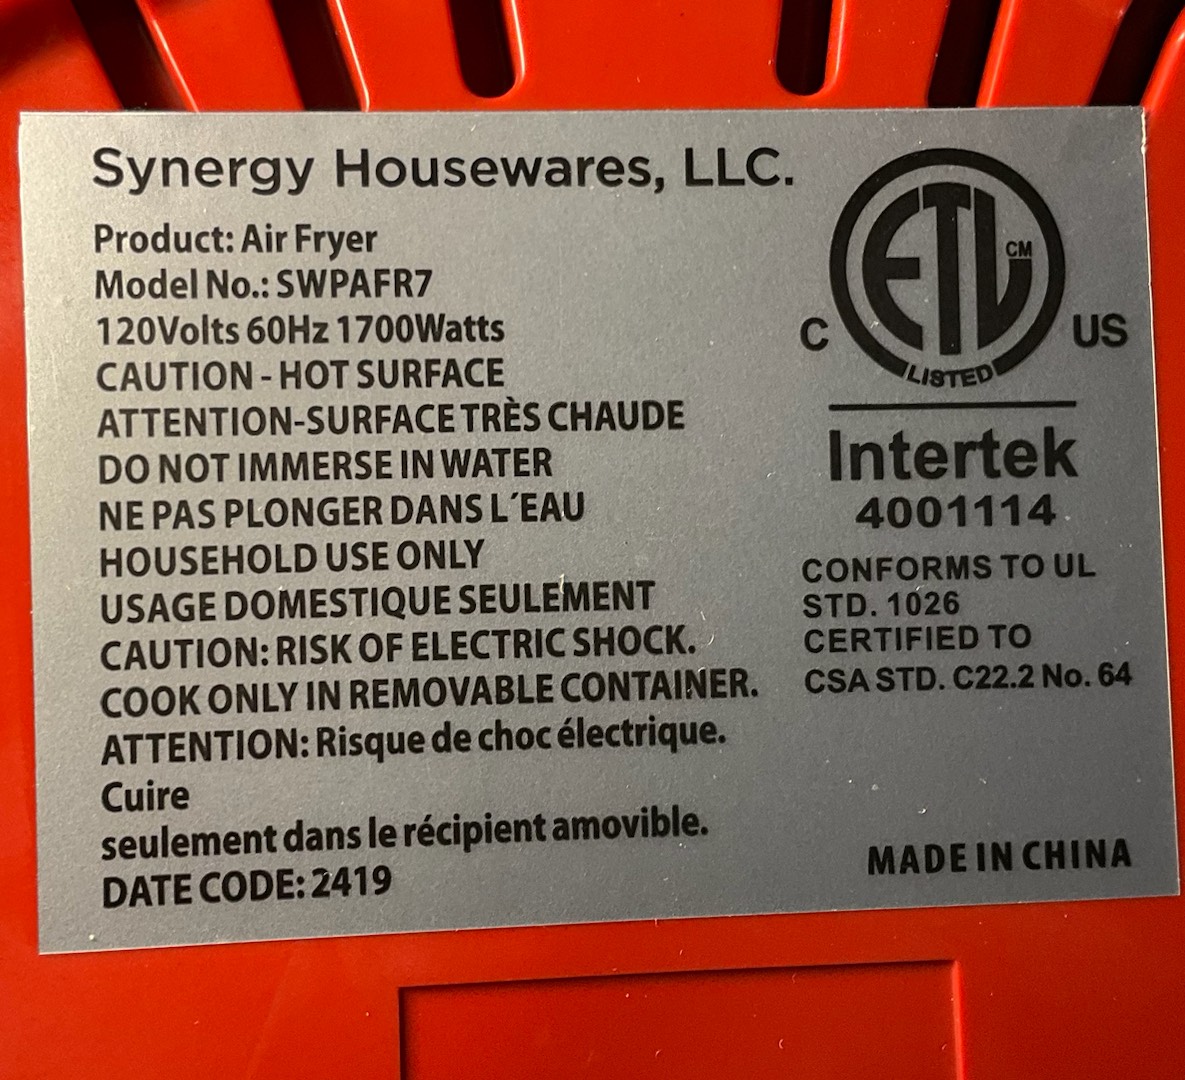 Synergy Housewares, LLC.
Product: Air Fryer
Model No.: SWPAFR7
120Volts 60Hz 1700Watts
CAUTION - HOT SURFACE
ATTENTION-SURFACE TRÈS CHAUDE
DO NOT IMMERSE IN WATER
NE PAS PLONGER DANS L´EAU
HOUSEHOLD USE ONLY
USAGE DOMESTIQUE SEULEMENT
CAUTION: RISK OF ELECTRIC SHOCK.
COOK ONLY IN REMOVABLE CONTAINER.
ATTENTION: Risque de choc électrique.
Cuire
seulement dans le récipient amovible.
DATE CODE: 2419
ETL CM
C US
LISTED
Intertek
4001114
CONFORMS TO UL
STD. 1026
CERTIFIED TO
CSA STD. C22.2 No. 64
MADE IN CHINA